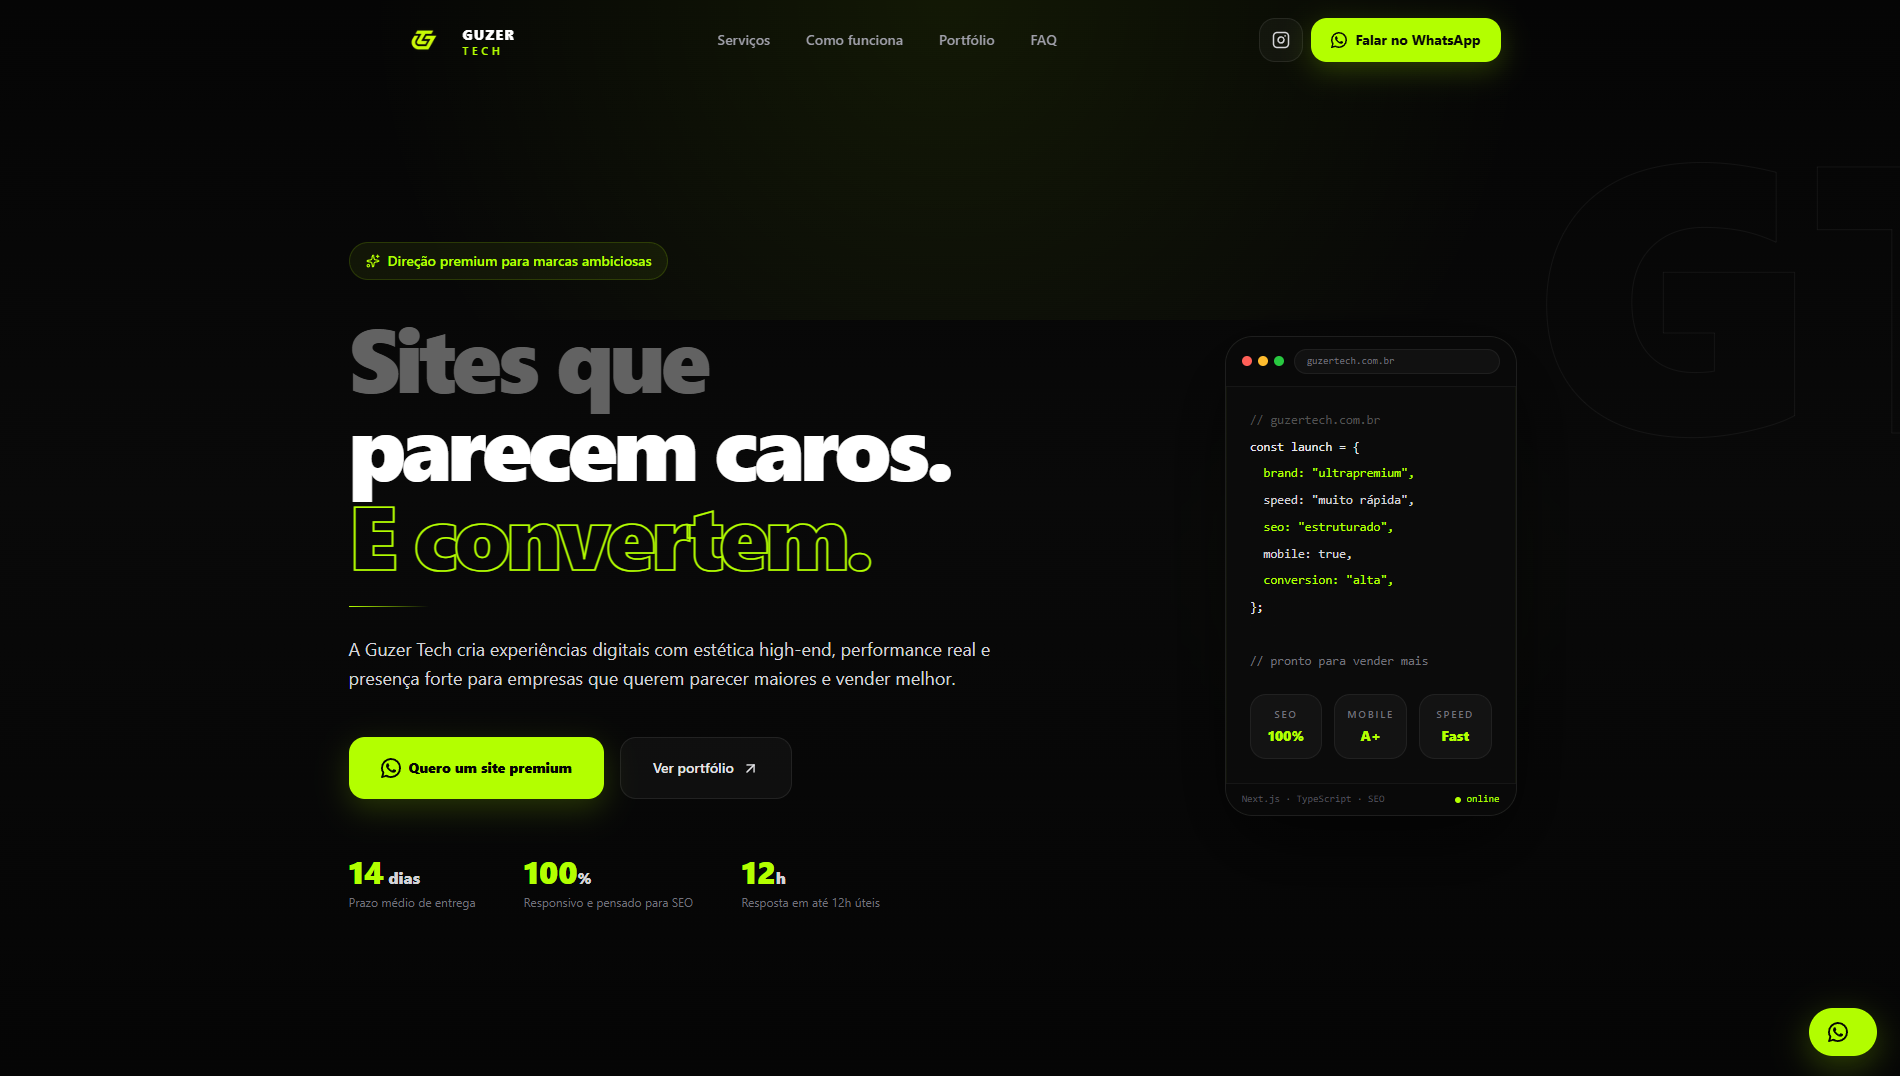 GUZER
TECH
Serviços
Como funciona
Portfólio
FAQ
Falar no WhatsApp
Direção premium para marcas ambiciosas
Sites que
parecem caros.
E convertem.
A Guzer Tech cria experiências digitais com estética high-end, performance real e
presença forte para empresas que querem parecer maiores e vender melhor.
Quero um site premium
Ver portfólio
14 dias
Prazo médio de entrega
100%
Responsivo e pensado para SEO
12h
Resposta em até 12h úteis
GT
guzertech.com.br
// guzertech.com.br
const launch = {
brand: "ultrapremium",
speed: "muito rápida",
seo: "estruturado",
mobile: true,
conversion: "alta",
};
// pronto para vender mais
SEO
100%
MOBILE
A+
SPEED
Fast
Next.js · TypeScript · SEO
online